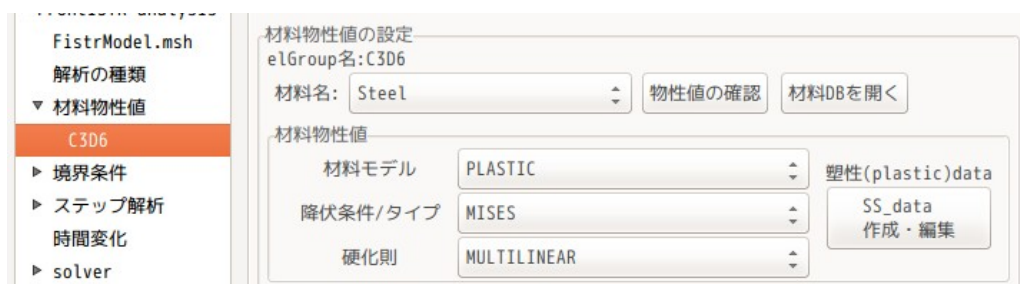 FistrModel.msh
解析の種類
材料物性値
C3D6
境界条件
ステップ解析
時間変化
solver
材料物性値の設定
elGroup名:C3D6
材料名: Steel 物性値の確認 材料DBを開く
材料物性値
材料モデル PLASTIC
降伏条件/タイプ MISES
硬化則 MULTILINEAR
塑性(plastic)data
SS_data
作成・編集